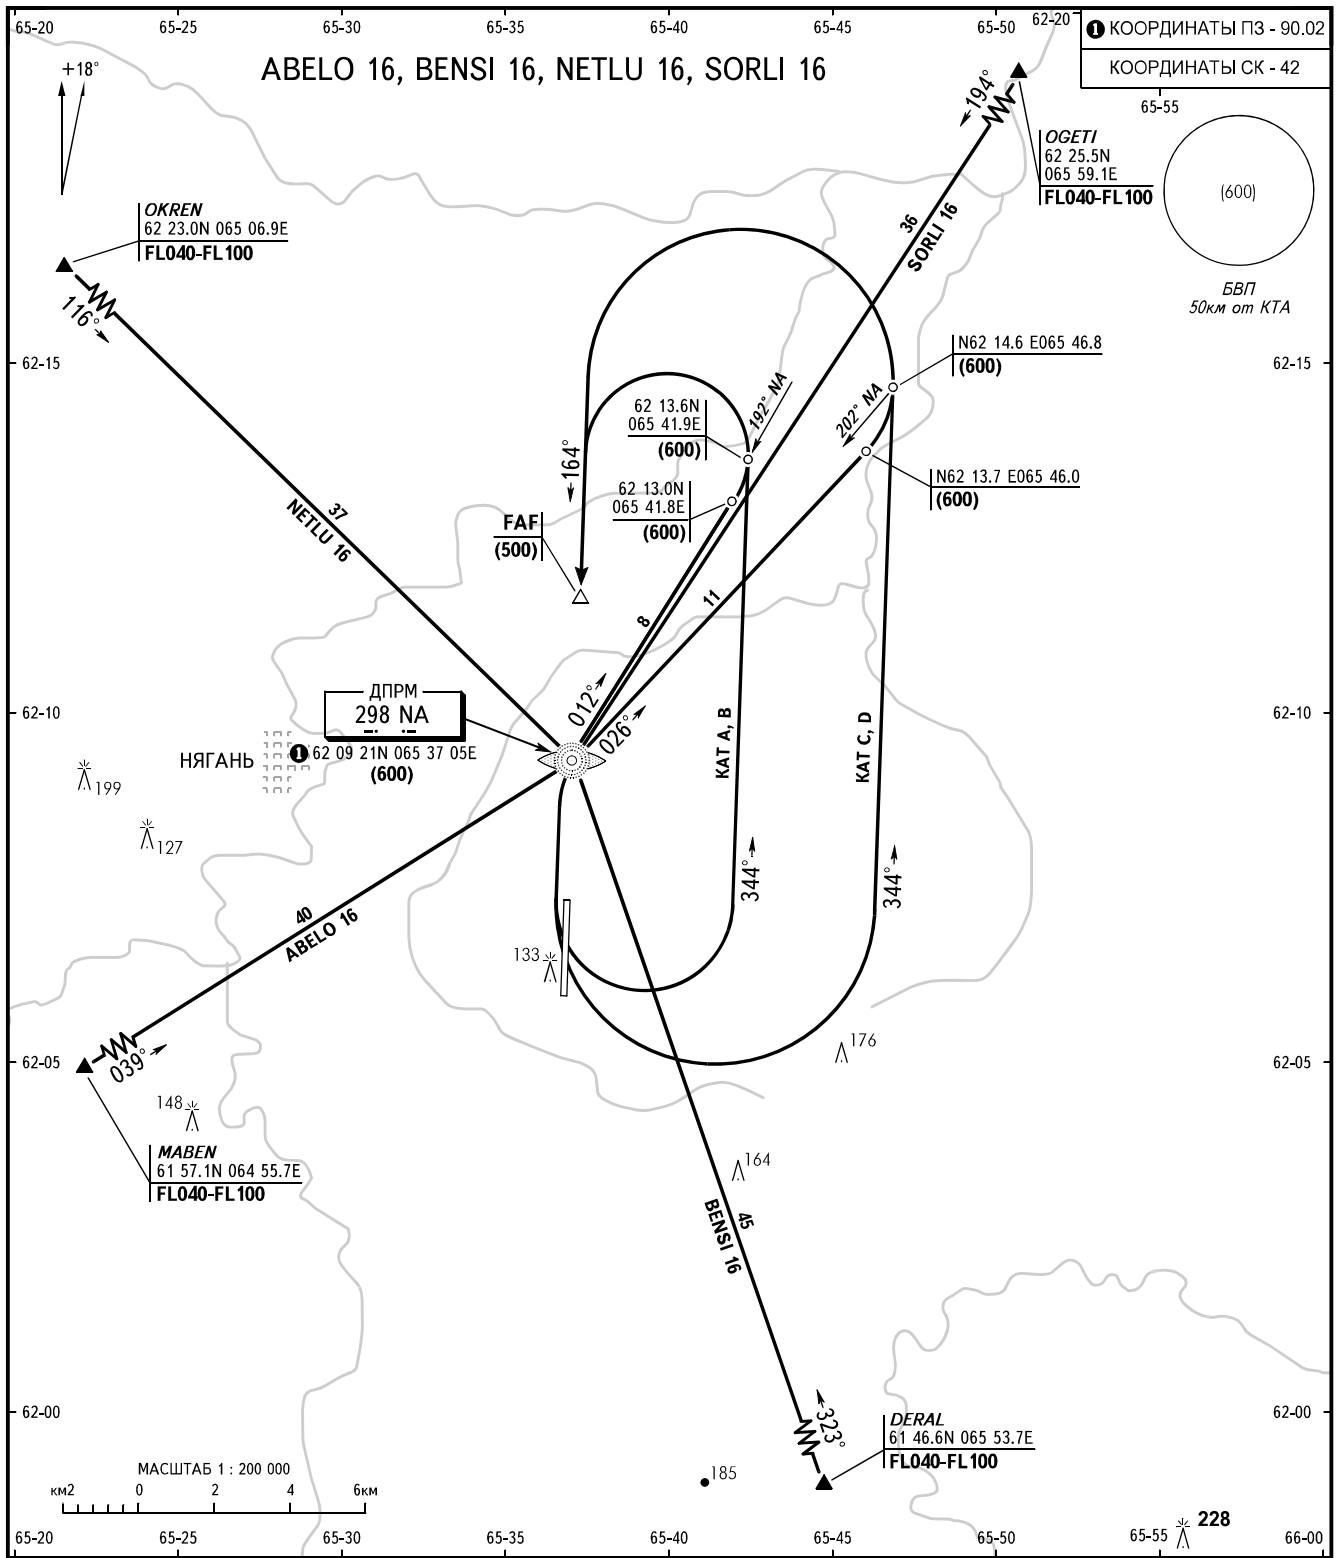 65-20
65-30
65-35
65-40
65-45
65-50
62-20
1 КООРДИНАТЫ ПЗ - 90.02
КООРДИНАТЫ СК - 42
ABELO 16, BENSI 16, NETLU 16, SORLI 16
+18°
65-25
65-55
194°
OGETI
62 25.5N
065 59.1E
FL040-FL100
(600)
БВП
50км от КТА
OKREN
62 23.0N 065 06.9E
FL040-FL100
116°
36
SORLI 16
62-15
62-15
N62 14.6 E065 46.8
(600)
62 13.6N
065 41.9E
(600)
192° NA
202° NA
164°
62 13.0N
065 41.8E
(600)
N62 13.7 E065 46.0
(600)
37
NETLU 16
FAF
(500)
8
11
62-10
62-10
ДПРМ
298 NA
1 62 09 21N 065 37 05E
(600)
НЯГАНЬ
012°
026°
КАТ A, B
КАТ C, D
199
127
344°
344°
40
ABELO 16
133
176
62-05
62-05
039°
148
MABEN
61 57.1N 064 55.7E
FL040-FL100
164
45
BENSI 16
62-00
62-00
323°
DERAL
61 46.6N 065 53.7E
FL040-FL100
185
МАСШТАБ 1 : 200 000
км2 0 2 4 6км
228
65-20
65-25
65-30
65-35
65-40
65-45
65-50
65-55
66-00